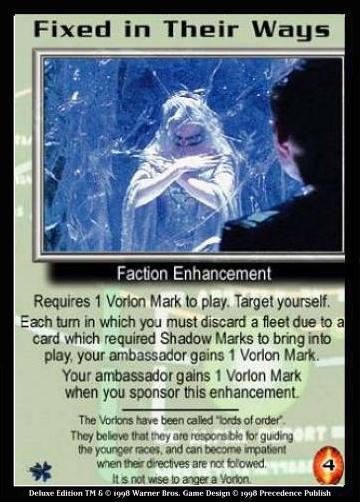 Fixed in Their Ways
Faction Enhancement
Requires 1 Vorlon Mark to play. Target yourself.
Each turn in which you must discard a fleet due to a
card which required Shadow Marks to bring into
play, your ambassador gains 1 Vorlon Mark.
Your ambassador gains 1 Vorlon Mark
when you sponsor this enhancement.
The Vorlons have been called "lords of order".
They believe that they are responsible for guiding
the younger races, and can become impatient
when their directives are not followed.
It is not wise to anger a Vorlon.
4
Deluxe Edition TM & © 1998 Warner Bros. Game Design © 1998 Precedence Publish